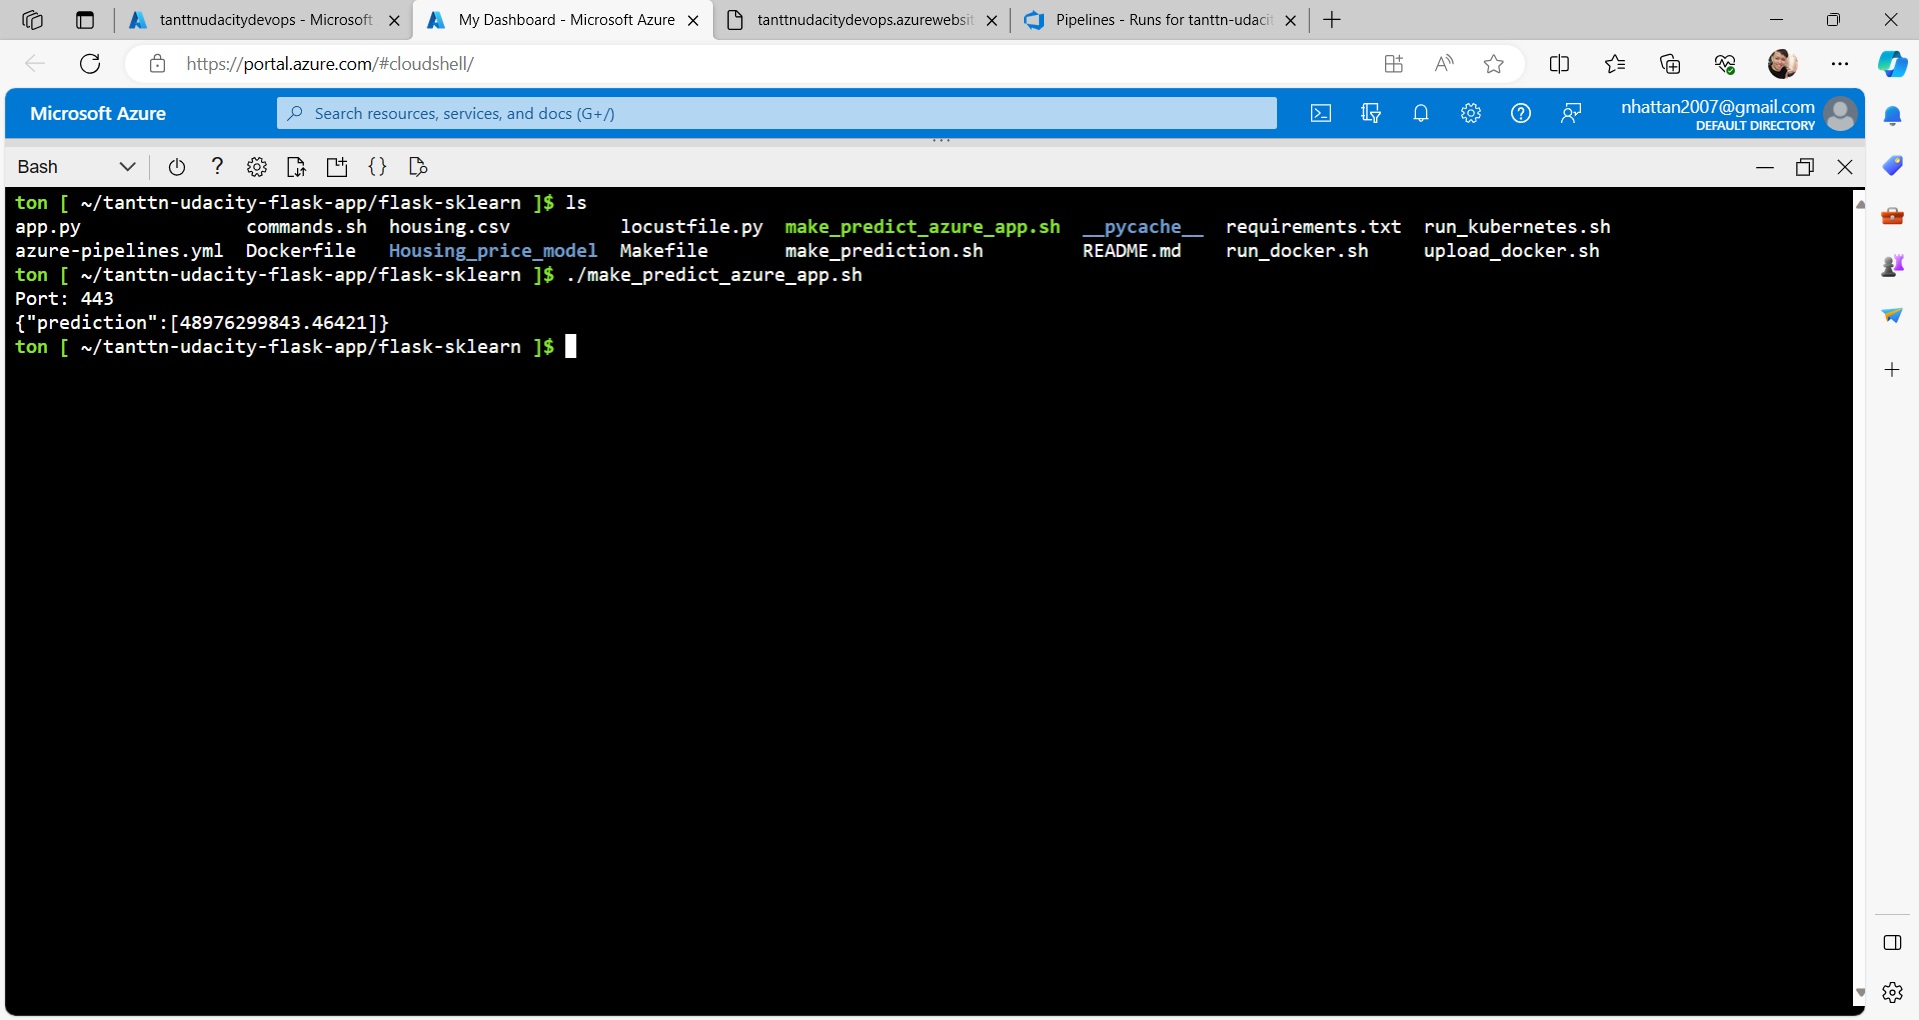 tanttnudacitydevops - Microsoft
My Dashboard - Microsoft Azure
tanttnudacitydevops.azurewebsit
Pipelines - Runs for tanttn-udacit
https://portal.azure.com/#cloudshell/
Microsoft Azure
Search resources, services, and docs (G+/)
nhattan2007@gmail.com
DEFAULT DIRECTORY
Bash
ton [ ~/tanttn-udacity-flask-app/flask-sklearn ]$ ls
app.py commands.sh housing.csv locustfile.py make_predict_azure_app.sh __pycache__ requirements.txt run_kubernetes.sh
azure-pipelines.yml Dockerfile Housing_price_model Makefile make_prediction.sh README.md run_docker.sh upload_docker.sh
ton [ ~/tanttn-udacity-flask-app/flask-sklearn ]$ ./make_predict_azure_app.sh
Port: 443
{"prediction":[48976299843.46421]}
ton [ ~/tanttn-udacity-flask-app/flask-sklearn ]$